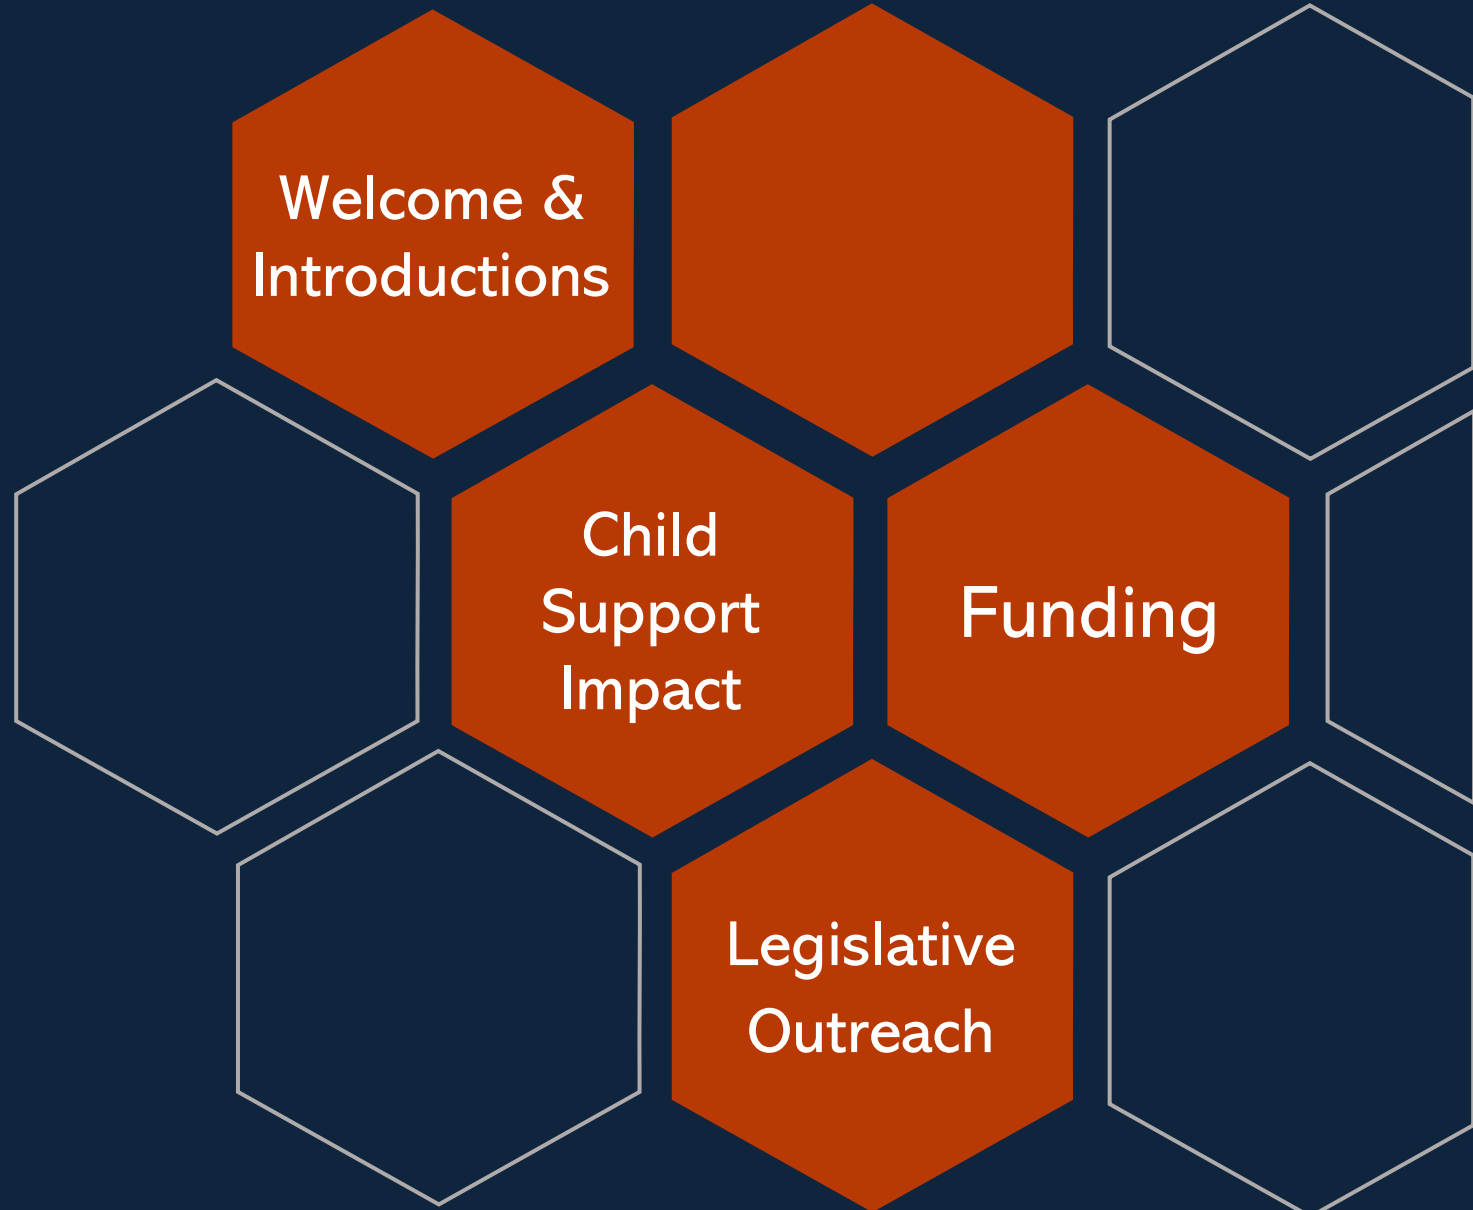 Welcome &
Introductions
Child
Support
Impact
Funding
Legislative
Outreach